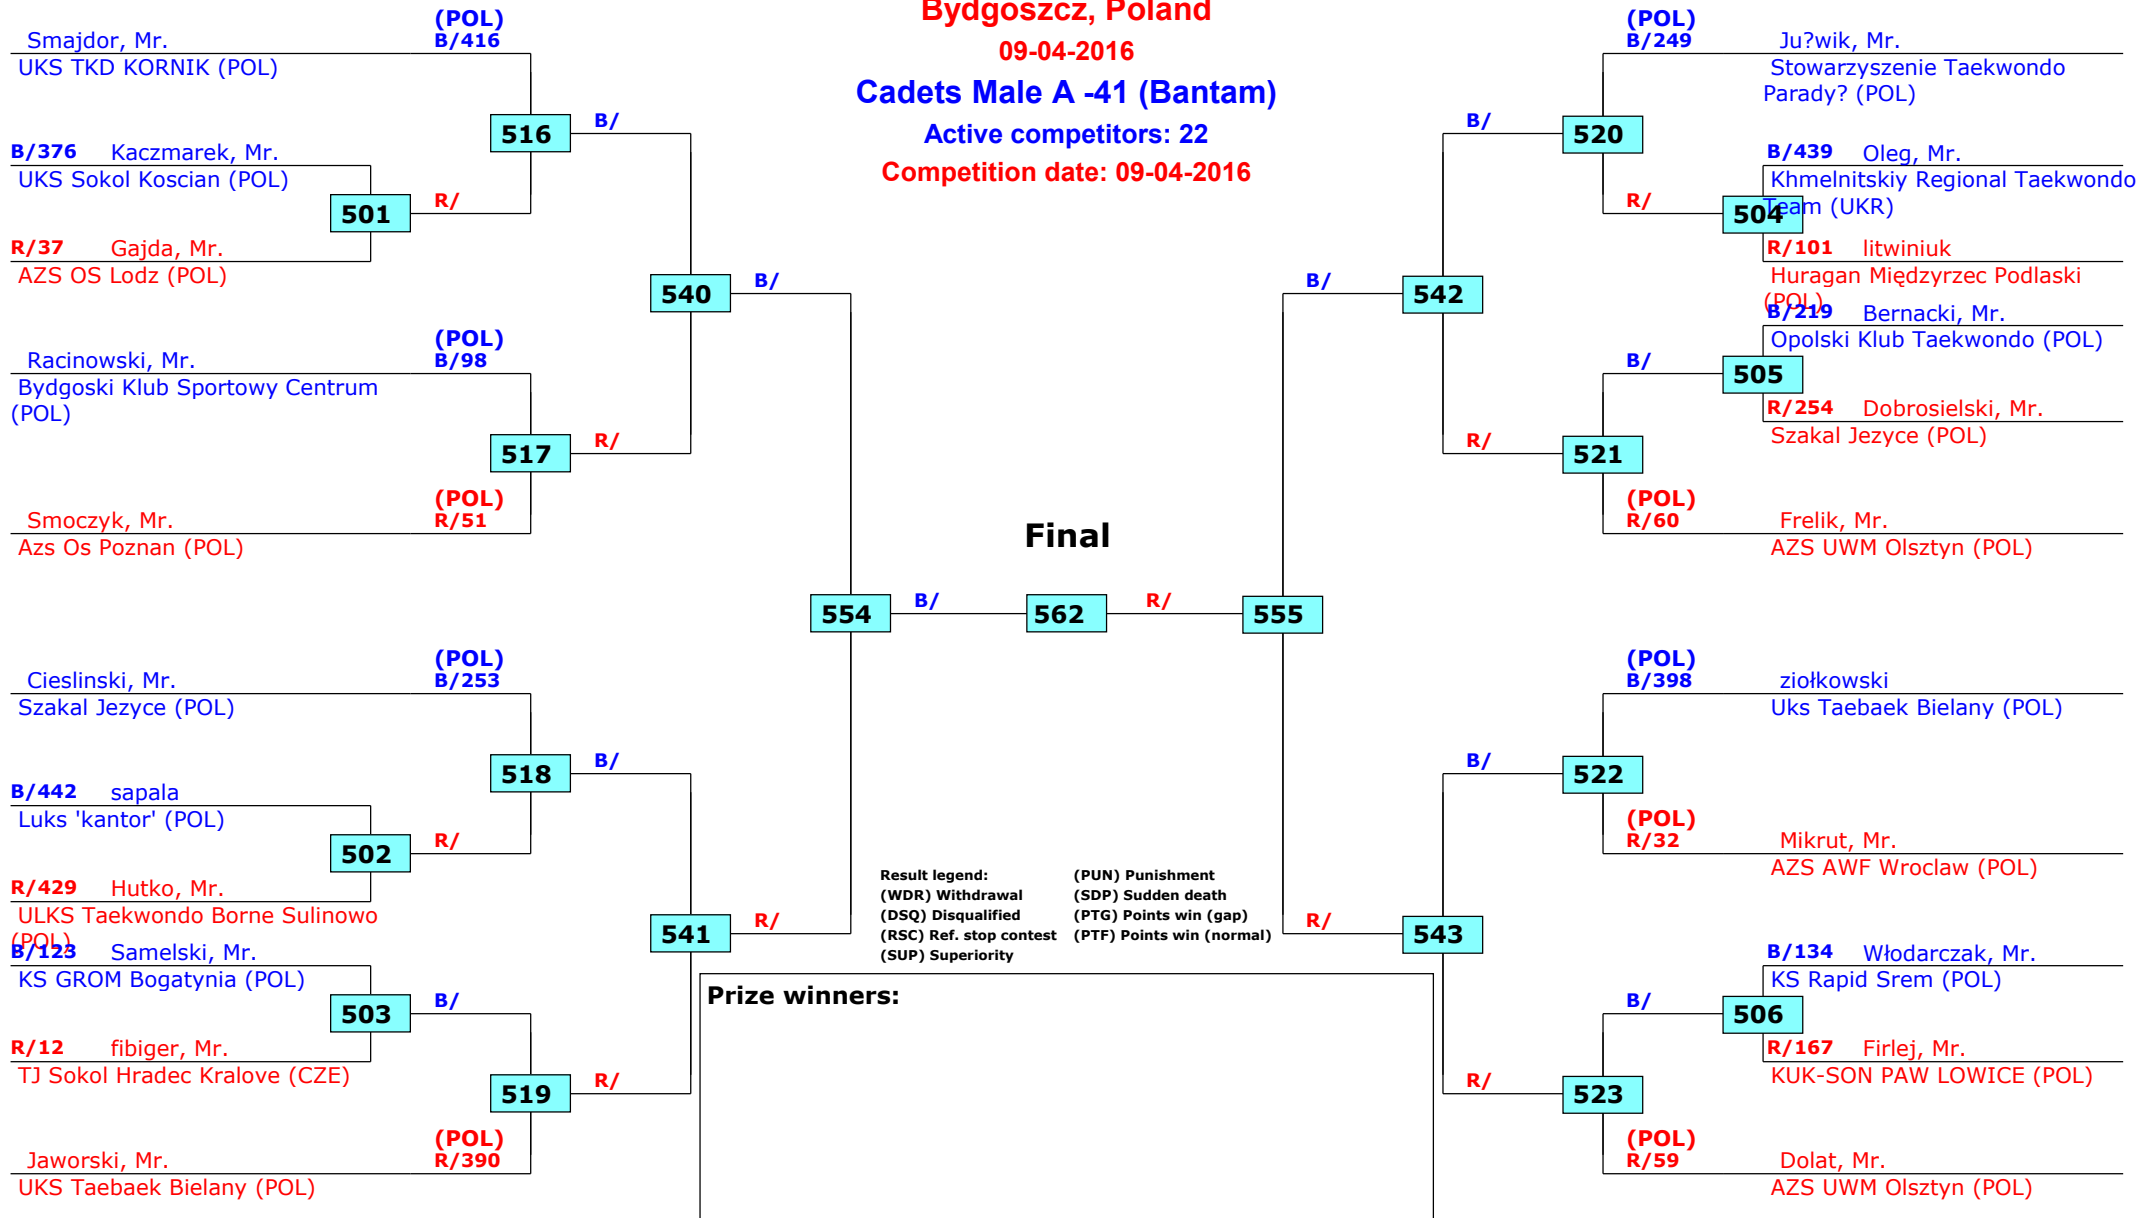 Bydgoszcz, Poland
09-04-2016
Cadets Male A -41 (Bantam)
Active competitors: 22
Competition date: 09-04-2016
(POL)
Smajdor, Mr. B/416
UKS TKD KORNIK (POL)
516
B/
B/376 Kaczmarek, Mr.
UKS Sokol Koscian (POL)
501
R/
R/37 Gajda, Mr.
AZS OS Lodz (POL)
540
B/
(POL)
Racinowski, Mr. B/98
Bydgoski Klub Sportowy Centrum
(POL)
517
R/
(POL)
Smoczyk, Mr. R/51
Azs Os Poznan (POL)
554
B/
(POL)
Cieslinski, Mr. B/253
Szakal Jezyce (POL)
518
B/
B/442 sapala
Luks 'kantor' (POL)
502
R/
R/429 Hutko, Mr.
ULKS Taekwondo Borne Sulinowo
(POL)
541
R/
B/123 Samelski, Mr.
KS GROM Bogatynia (POL)
503
B/
R/12 fibiger, Mr.
TJ Sokol Hradec Kralove (CZE)
519
R/
(POL)
Jaworski, Mr. R/390
UKS Taebaek Bielany (POL)
Final
562
R/
555
(POL)
B/249 Ju?wik, Mr.
Stowarzyszenie Taekwondo
Parady? (POL)
B/
520
B/439 Oleg, Mr.
Khmelnitskiy Regional Taekwondo
Team (UKR)
R/
504
R/101 litwiniuk
Huragan Międzyrzec Podlaski
(POL)
B/
542
B/219 Bernacki, Mr.
Opolski Klub Taekwondo (POL)
B/
505
R/254 Dobrosielski, Mr.
Szakal Jezyce (POL)
R/
521
(POL)
R/60 Frelik, Mr.
AZS UWM Olsztyn (POL)
(POL)
B/398 ziołkowski
Uks Taebaek Bielany (POL)
B/
522
(POL)
R/32 Mikrut, Mr.
AZS AWF Wroclaw (POL)
R/
543
B/134 Włodarczak, Mr.
KS Rapid Srem (POL)
B/
506
R/167 Firlej, Mr.
KUK-SON PAW LOWICE (POL)
R/
523
(POL)
R/59 Dolat, Mr.
AZS UWM Olsztyn (POL)
Result legend: (PUN) Punishment
(WDR) Withdrawal (SDP) Sudden death
(DSQ) Disqualified (PTG) Points win (gap)
(RSC) Ref. stop contest (PTF) Points win (normal)
(SUP) Superiority
Prize winners: